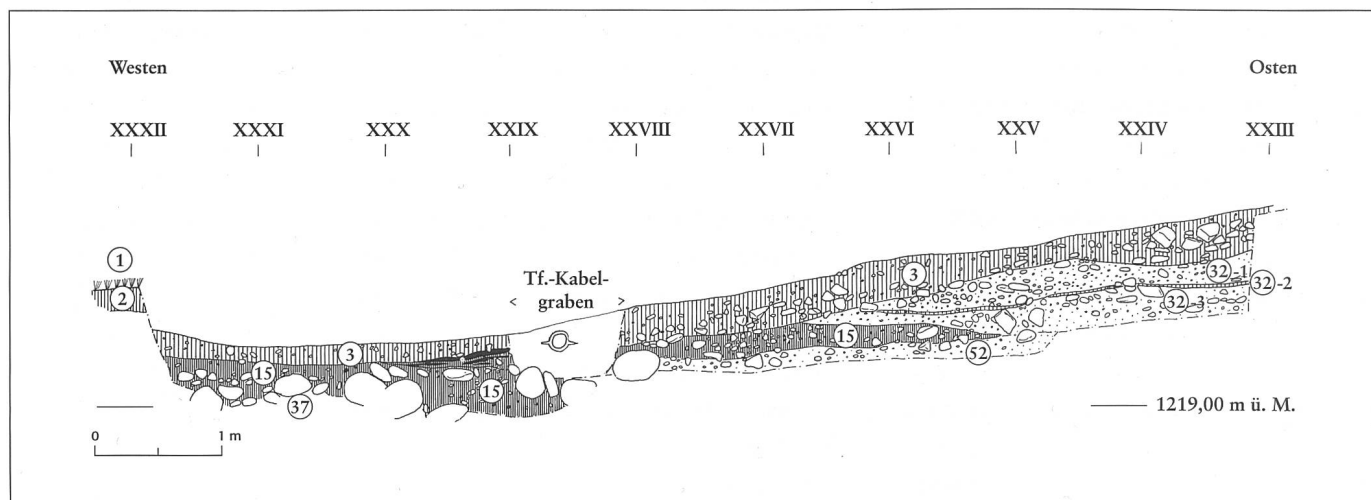 Westen Osten
XXXII XXXI XXX XXIX XXVIII XXVII XXVI XXV XXIV XXIII
1
2
3
15
37
15
Tf.-Kabel-
graben
3
15
52
32-1
32-2
32-3
1219,00 m ü. M.
0 1 m